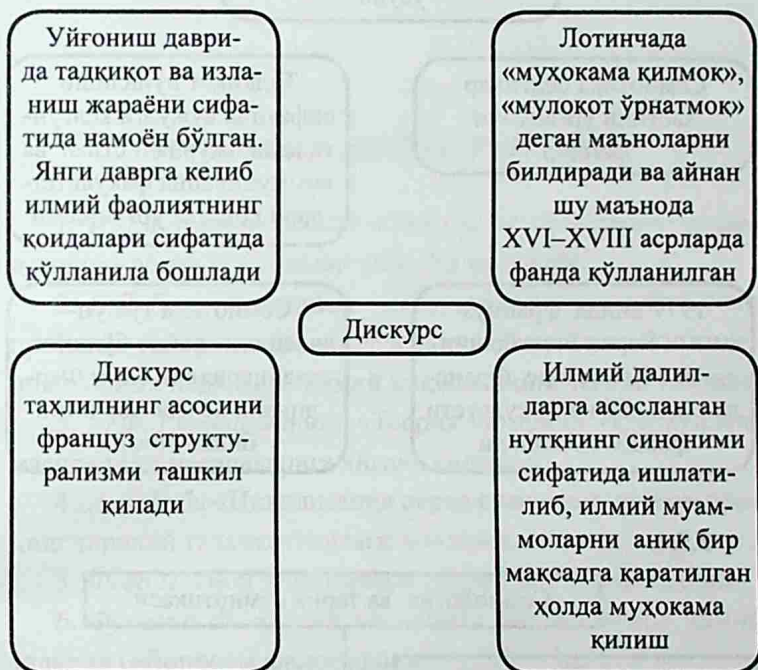 Уйғониш даври-
да тадқиқот ва изла-
ниш жараёни сифа-
тида намоён бўлган.
Янги даврга келиб
илмий фаолиятнинг
қоидалари сифатида
қўлланила бошлади
Лотинчада
«муҳокама қилмоқ»,
«мулоқот ўрнатмоқ»
деган маъноларни
билдиради ва айнан
шу маънода
XVI–XVIII асрларда
фанда қўлланилган
Дискурс
Дискурс
таҳлилнинг асосини
француз структу-
рализми ташкил
қилади
Илмий далил-
ларга асосланган
нутқнинг синоними
сифатида ишлати-
либ, илмий муам-
моларни аниқ бир
мақсадга қаратилган
ҳолда муҳокама
қилиш